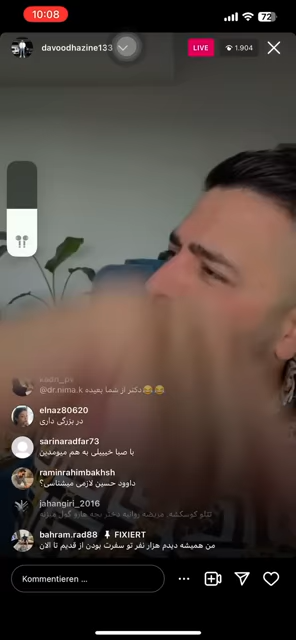 10:08
72
davoodhazine133
LIVE
1.904
@dr.nima.k دکتر از شما بعیده😂😂
elnaz80620
در بزرگی داری
sarinaradfar73
با صبا خیییلی به هم میومدین
raminrahimbakhsh
داوود حسین لازمی میشناسی؟
jahangiri_2016
bahram.rad88 FIXIERT
من همیشه دیدم هزار نفر تو سفرت بودن از قدیم تا الان
Kommentieren ...